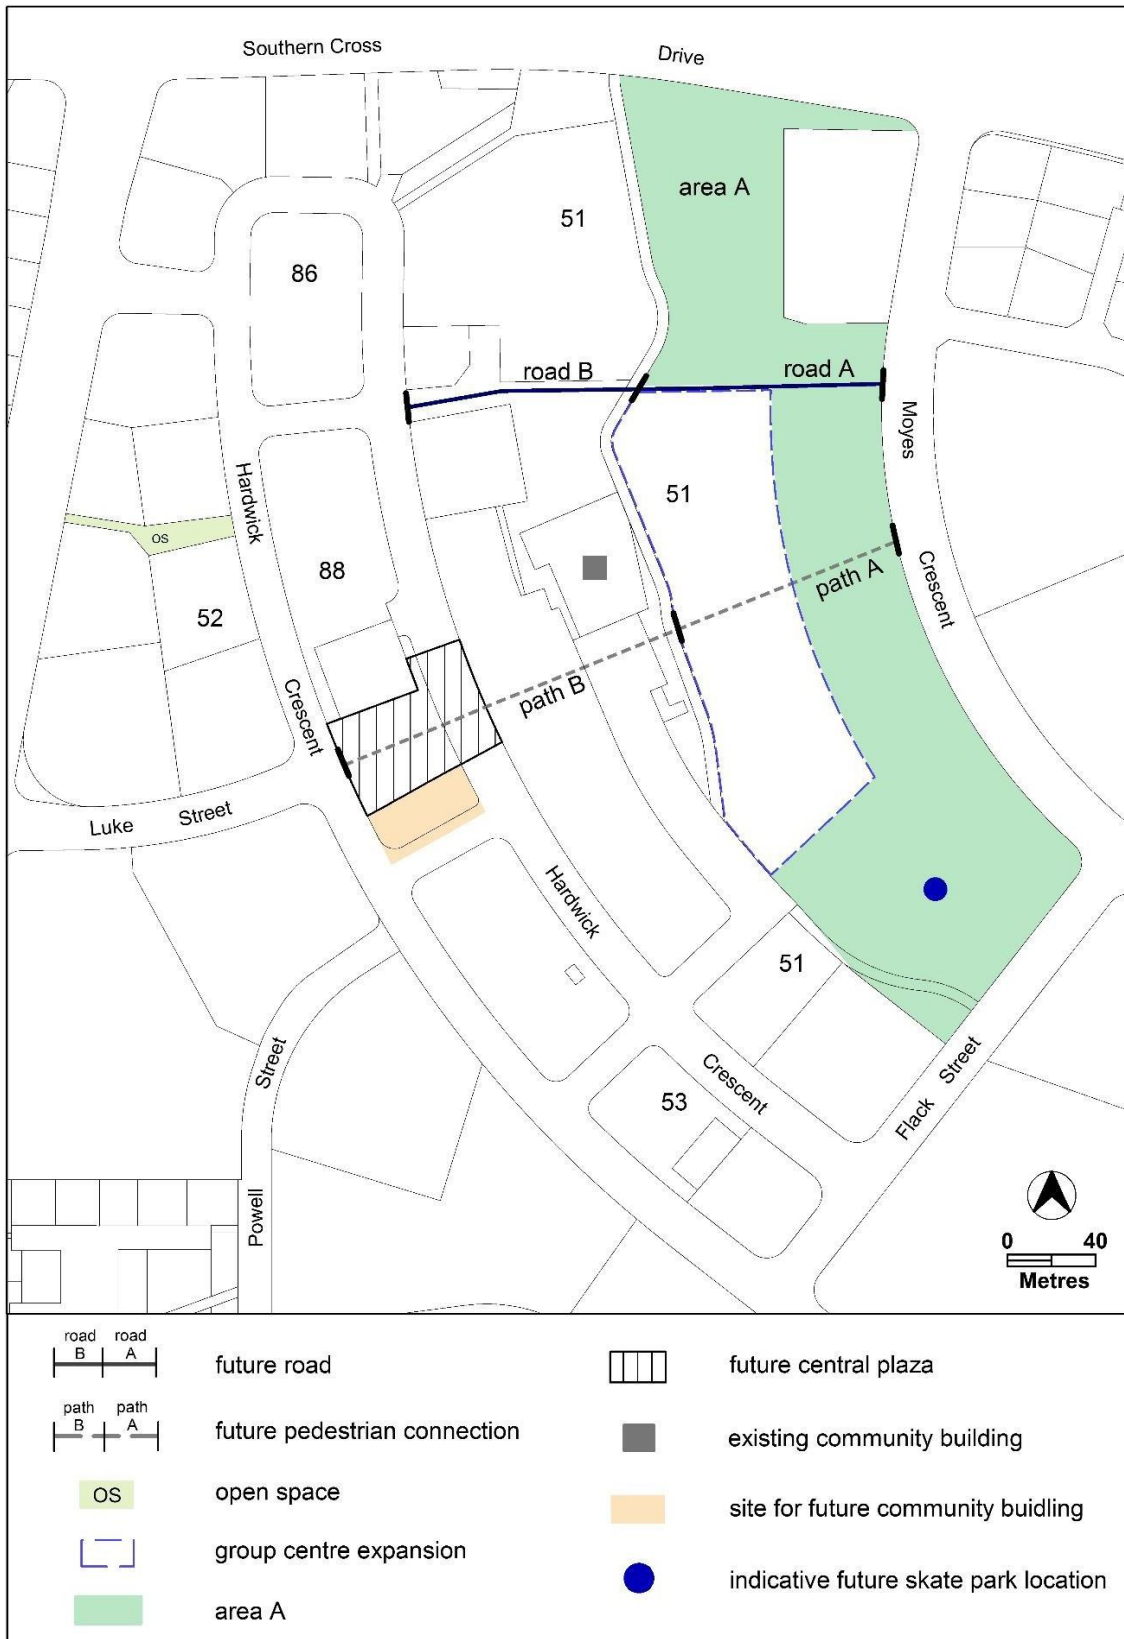 Southern Cross
Drive
area A
51
86
road B
road A
Moyes
Hardwick
51
OS
88
Crescent
path A
52
path B
Crescent
Luke
Street
Hardwick
51
Street
Crescent
Street
Flack
53
Powell
0 40
Metres
road road
B A
future road
path path
B A
future pedestrian connection
OS
open space
group centre expansion
area A
future central plaza
existing community building
site for future community buidling
indicative future skate park location